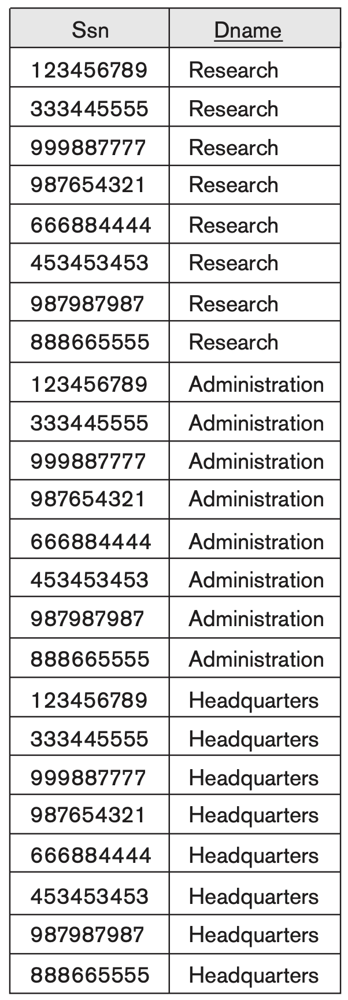 Ssn Dname
123456789 Research
333445555 Research
999887777 Research
987654321 Research
666884444 Research
453453453 Research
987987987 Research
888665555 Research
123456789 Administration
333445555 Administration
999887777 Administration
987654321 Administration
666884444 Administration
453453453 Administration
987987987 Administration
888665555 Administration
123456789 Headquarters
333445555 Headquarters
999887777 Headquarters
987654321 Headquarters
666884444 Headquarters
453453453 Headquarters
987987987 Headquarters
888665555 Headquarters